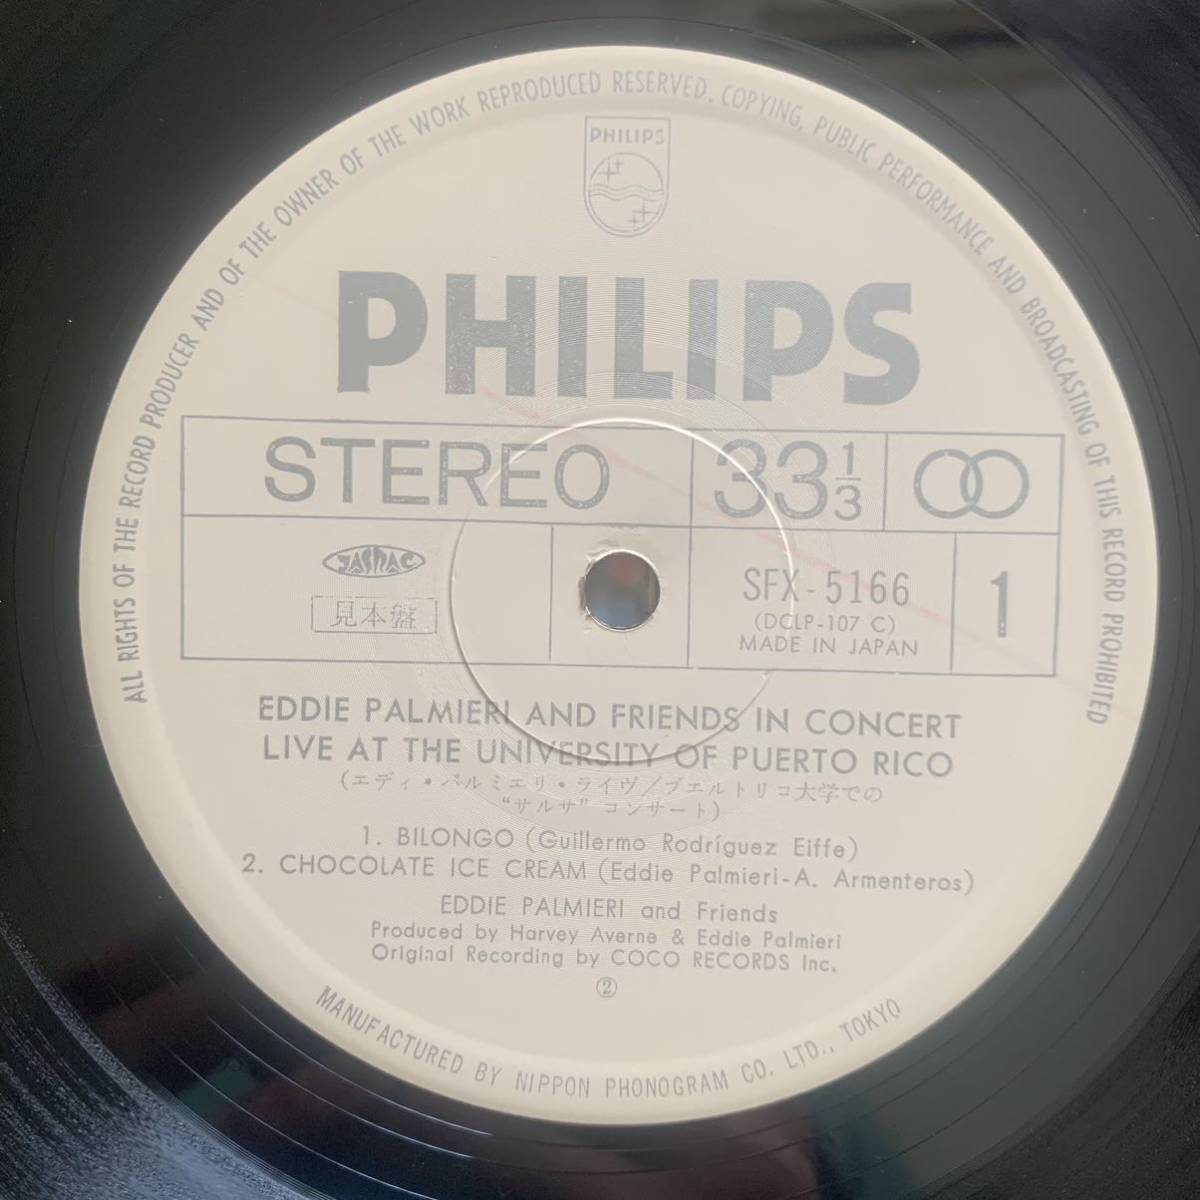 ALL RIGHTS OF THE RECORD PRODUCER AND OF THE OWNER OF THE WORK REPRODUCED RESERVED. COPYING, PUBLIC PERFORMANCE AND BROADCASTING OF THIS RECORD PROHIBITED
PHILIPS
PHILIPS
STEREO 33 1/3
JASRAC
見本盤
SFX-5166
(DCLP-107 C)
MADE IN JAPAN
1
EDDIE PALMIERI AND FRIENDS IN CONCERT
LIVE AT THE UNIVERSITY OF PUERTO RICO
(エディ・パルミエリ・ライヴ/プエルトリコ大学での
“サルサ”コンサート)
1. BILONGO (Guillermo Rodríguez Eiffe)
2. CHOCOLATE ICE CREAM (Eddie Palmieri-A. Armenteros)
EDDIE PALMIERI and Friends
Produced by Harvey Averne & Eddie Palmieri
Original Recording by COCO RECORDS Inc.
②
MANUFACTURED BY NIPPON PHONOGRAM CO. LTD., TOKYO